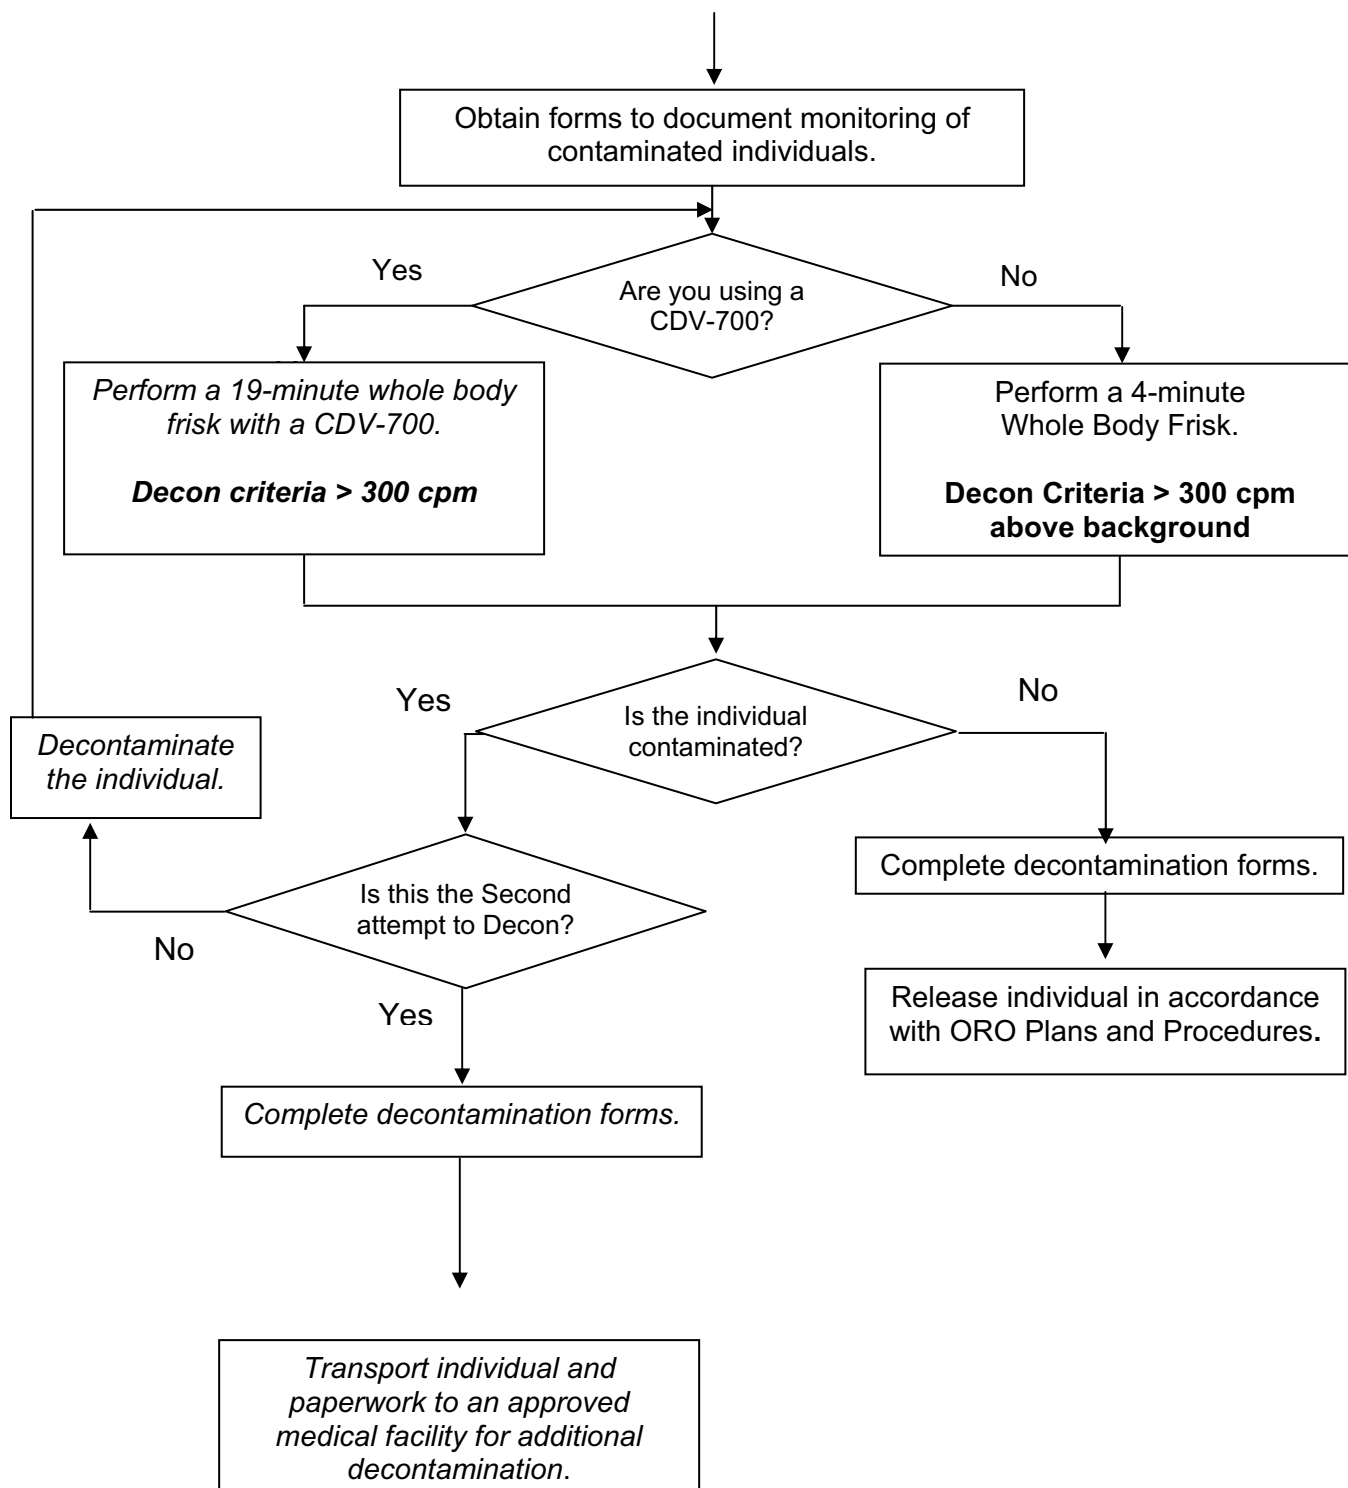 Obtain forms to document monitoring of
contaminated individuals.
Yes
No
Are you using a
CDV-700?
Perform a 19-minute whole body
frisk with a CDV-700.
Decon criteria > 300 cpm
Perform a 4-minute
Whole Body Frisk.
Decon Criteria > 300 cpm
above background
Yes
No
Is the individual
contaminated?
Decontaminate
the individual.
Is this the Second
attempt to Decon?
No
Yes
Complete decontamination forms.
Release individual in accordance
with ORO Plans and Procedures.
Complete decontamination forms.
Transport individual and
paperwork to an approved
medical facility for additional
decontamination.